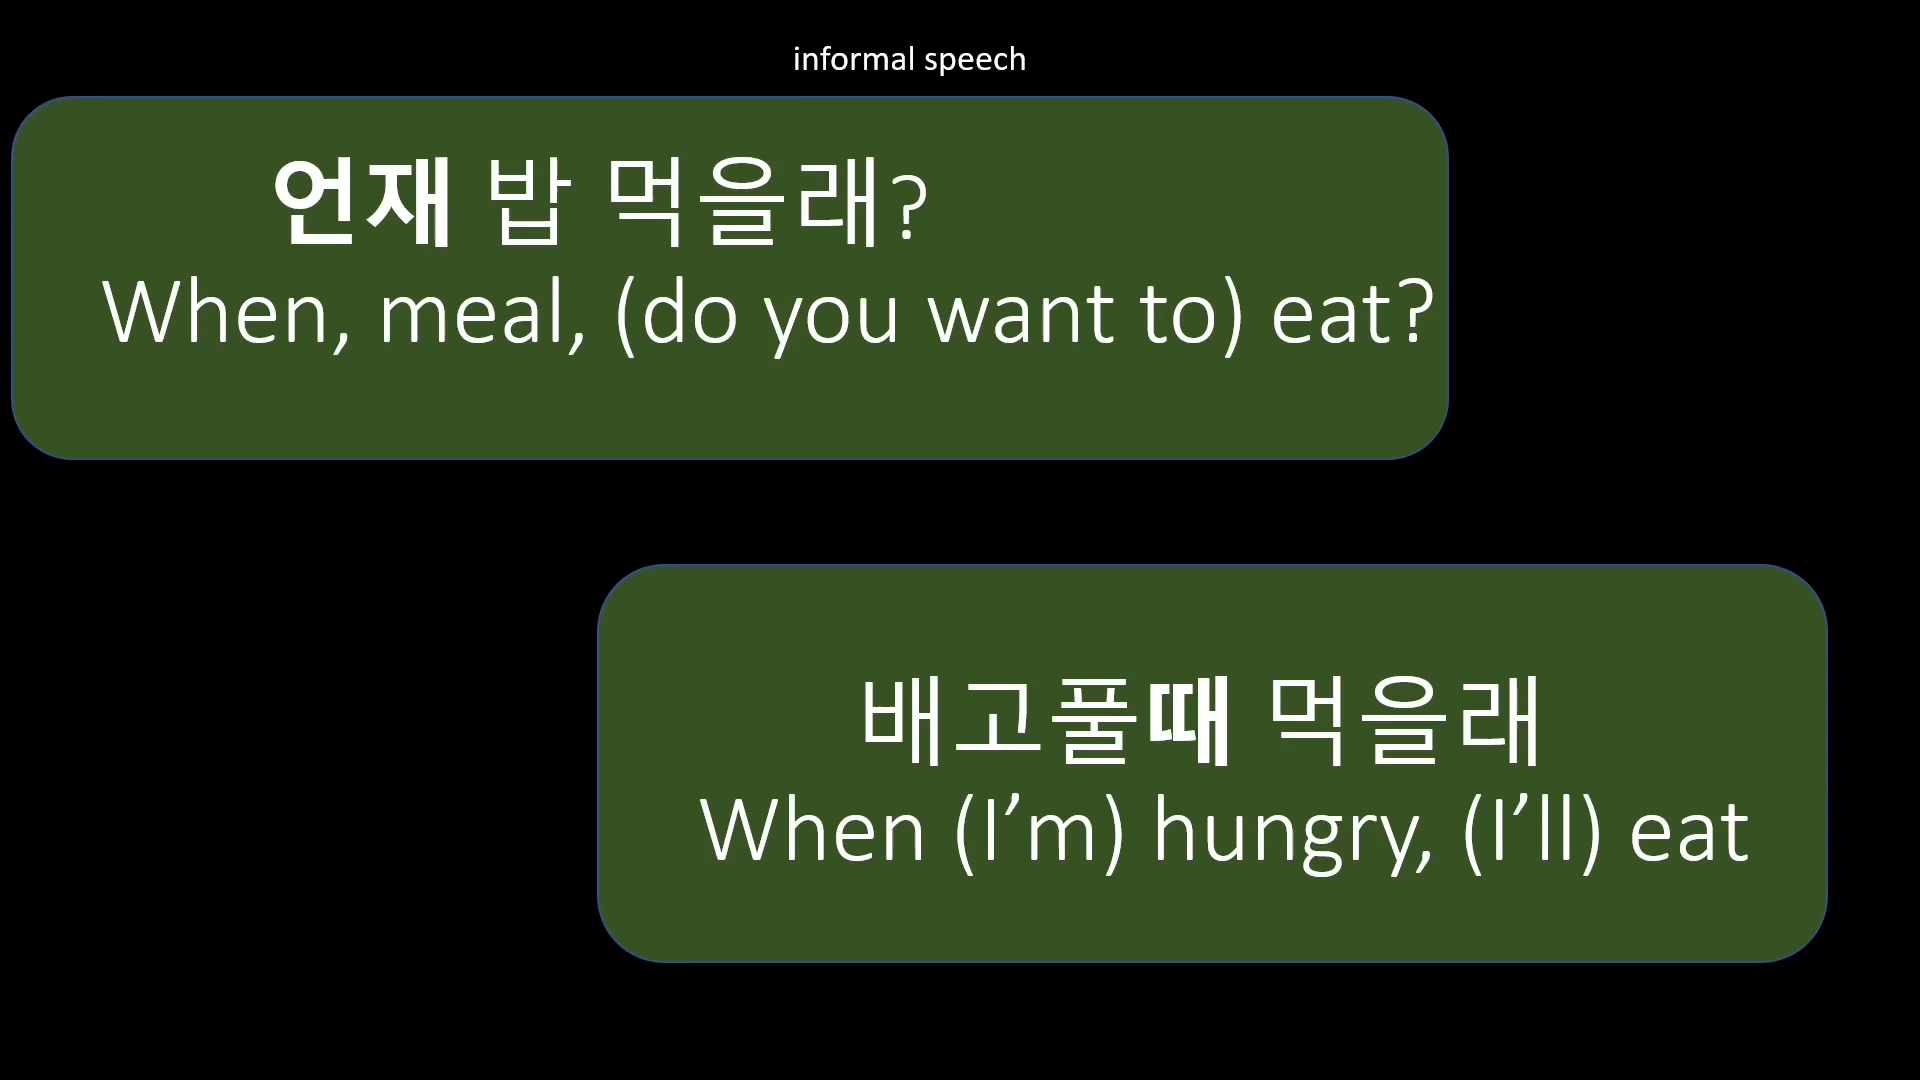 informal speech
언재 밥 먹을래?
When, meal, (do you want to) eat?
배고풀때 먹을래
When (I’m) hungry, (I’ll) eat